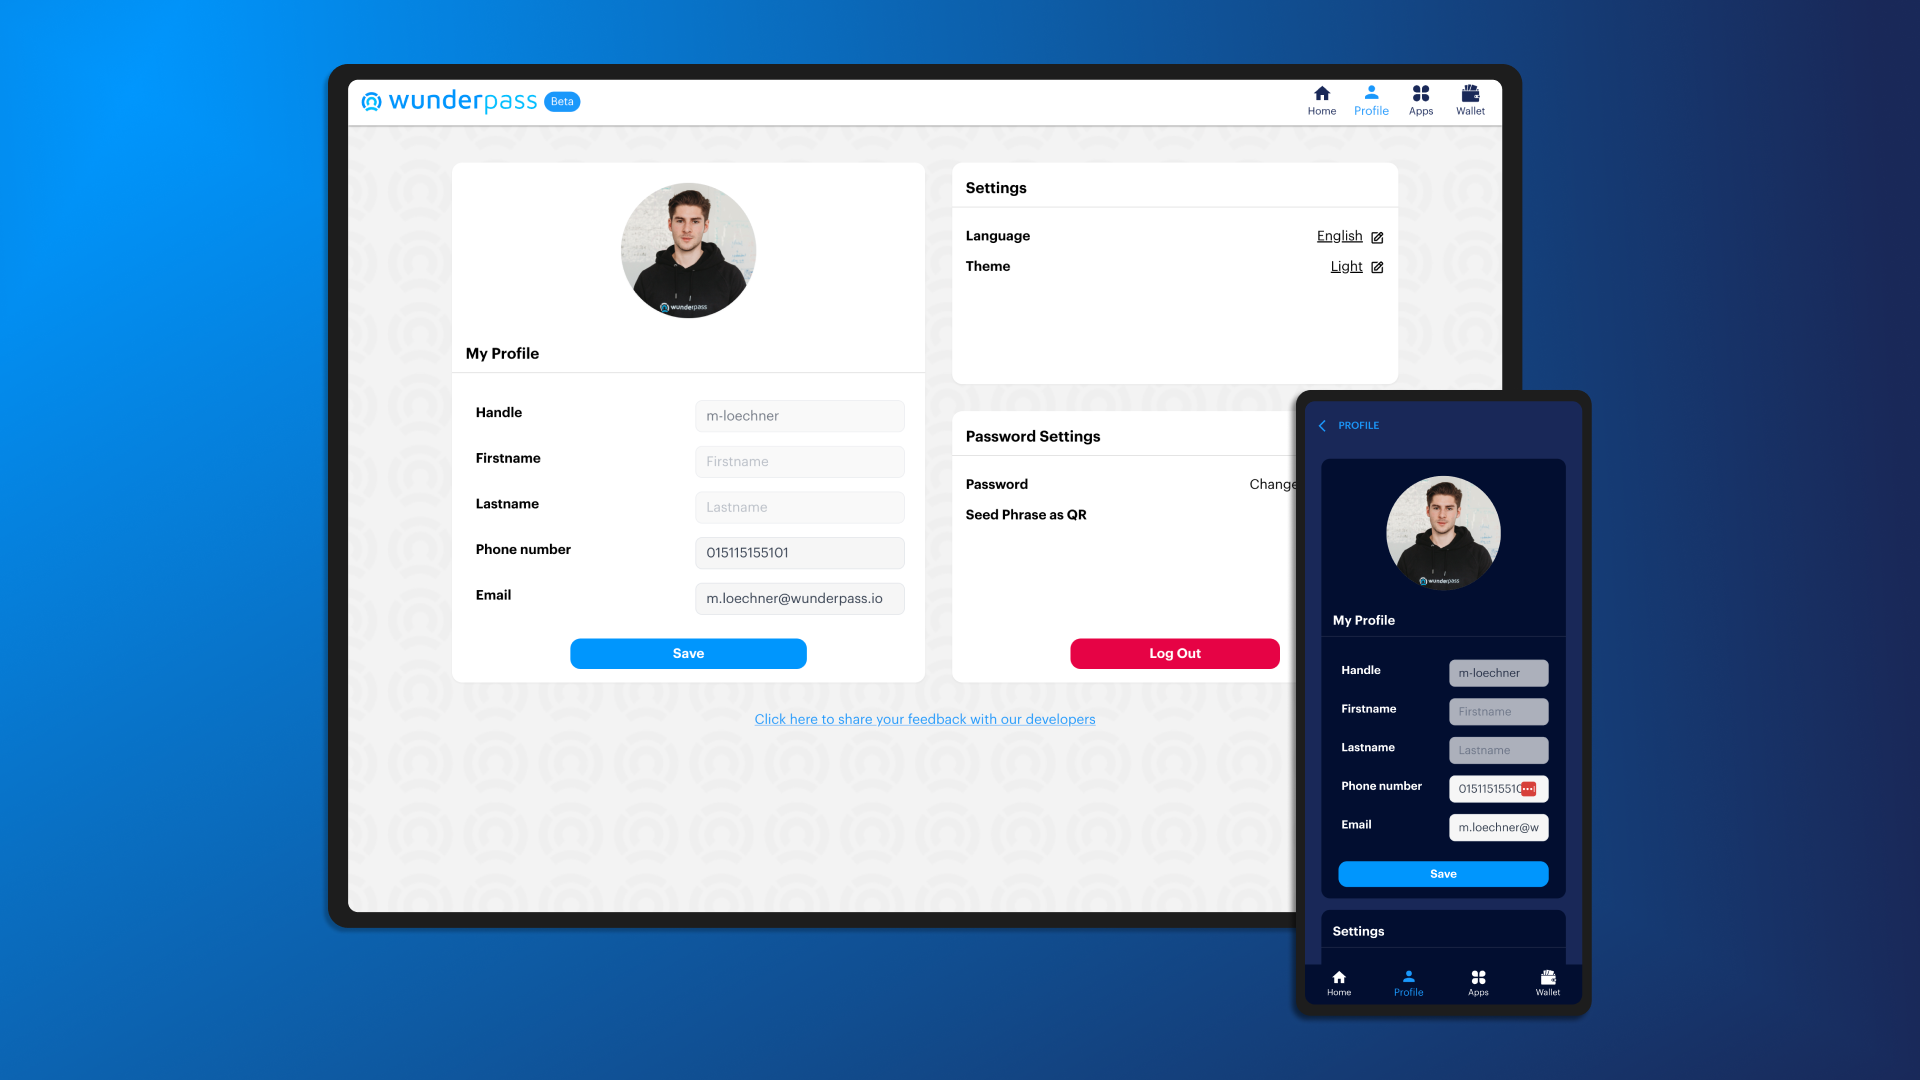 wunderpass Beta
Home Profile Apps Wallet
wunderpass
My Profile
Handle m-loechner
Firstname Firstname
Lastname Lastname
Phone number 015115155101
Email m.loechner@wunderpass.io
Save
Settings
Language English
Theme Light
Password Settings
Password Change
Seed Phrase as QR
Log Out
Click here to share your feedback with our developers
PROFILE
wunderpass
My Profile
Handle m-loechner
Firstname Firstname
Lastname Lastname
Phone number 01511515510
Email m.loechner@w
Save
Settings
Home Profile Apps Wallet